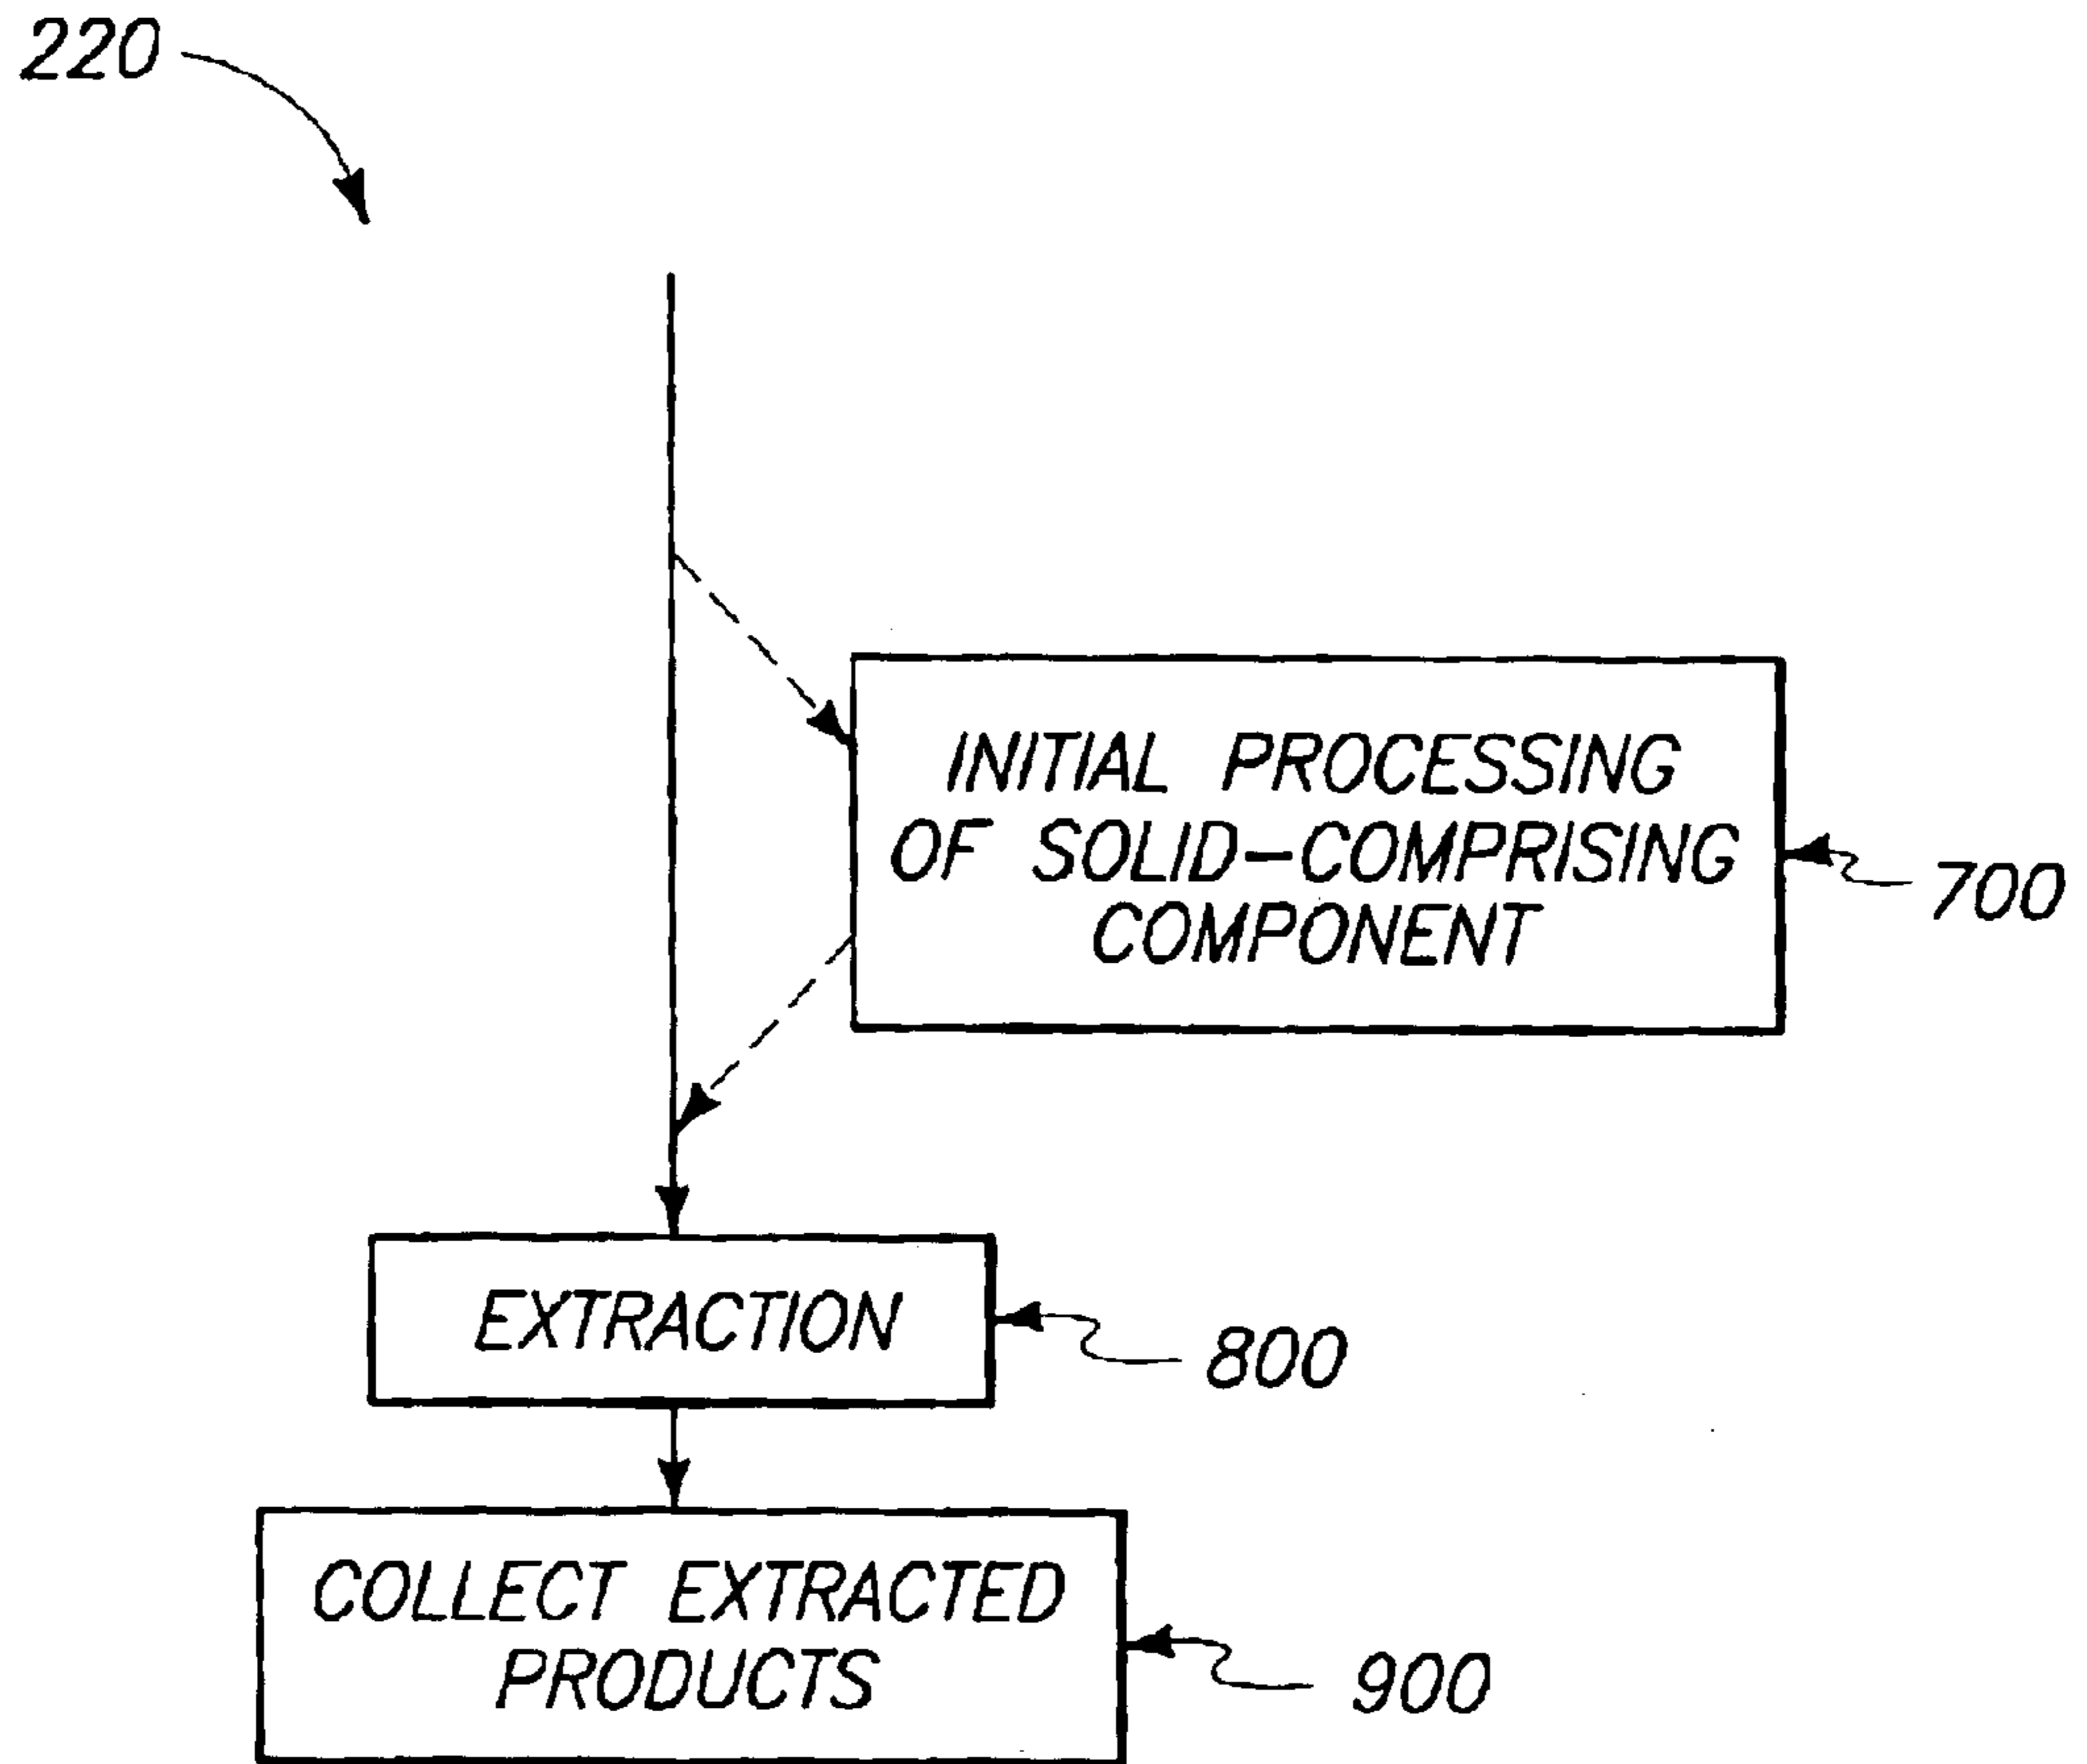 220
INITIAL PROCESSING
OF SOLID-COMPRISING
COMPONENT
700
EXTRACTION
800
COLLECT EXTRACTED
PRODUCTS
900